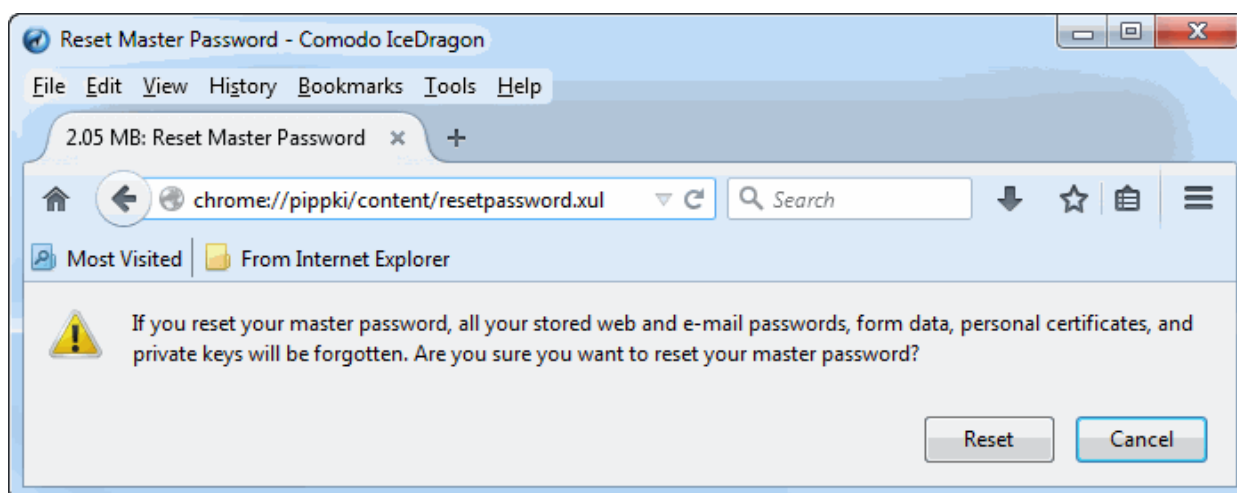 Reset Master Password - Comodo IceDragon
File Edit View History Bookmarks Tools Help
2.05 MB: Reset Master Password
chrome://pippki/content/resetpassword.xul Search
Most Visited From Internet Explorer
If you reset your master password, all your stored web and e-mail passwords, form data, personal certificates, and
private keys will be forgotten. Are you sure you want to reset your master password?
Reset Cancel